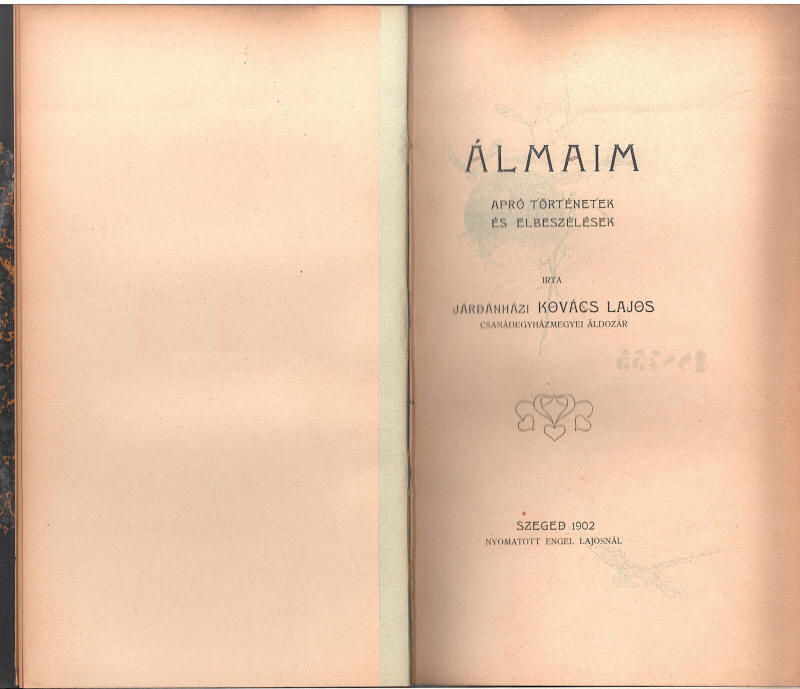 ÁLMAIM
APRÓ TÖRTÉNETEK
ÉS ELBESZÉLÉSEK
IRTA
JÁRDÁNHÁZI KOVÁCS LAJOS
CSANÁDEGYHÁZMEGYEI ÁLDOZÁR
SZEGED 1902
NYOMATOTT ENGEL LAJOSNÁL